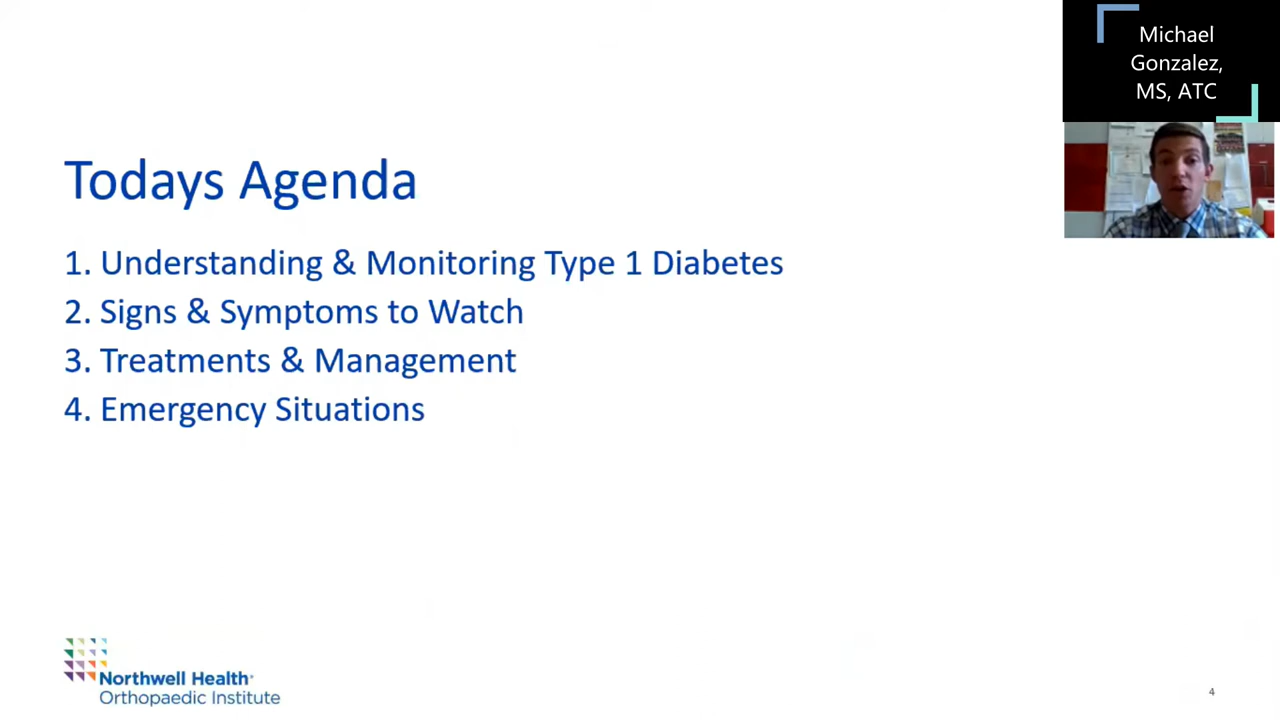 Michael
Gonzalez,
MS, ATC
Todays Agenda
1. Understanding & Monitoring Type 1 Diabetes
2. Signs & Symptoms to Watch
3. Treatments & Management
4. Emergency Situations
Northwell Health
Orthopaedic Institute
4